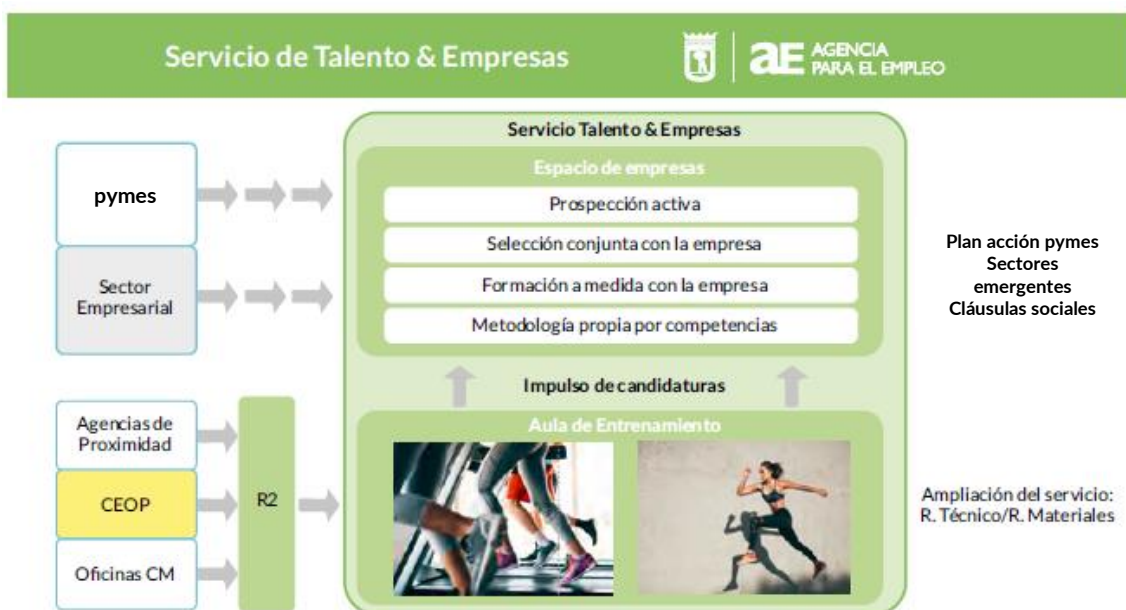 Servicio de Talento & Empresas
aE AGENCIA
PARA EL EMPLEO
Servicio Talento & Empresas
Espacio de empresas
pymes
Prospección activa
Selección conjunta con la empresa
Sector
Empresarial
Formación a medida con la empresa
Metodología propia por competencias
Plan acción pymes
Sectores
emergentes
Cláusulas sociales
Impulso de candidaturas
Agencias de
Proximidad
CEOP
Oficinas CM
R2
Aula de Entrenamiento
Ampliación del servicio:
R. Técnico/R. Materiales